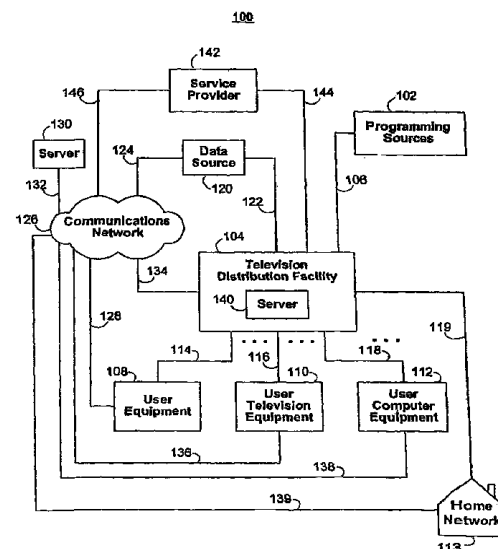 100
142
Service
Provider
146
144
102
Programming
Sources
130
Server
124
Data
Source
132
120
106
126
Communications
Network
122
104
Television
Distribution Facility
134
140
Server
119
128
114
116
118
108
User
Equipment
110
User
Television
Equipment
112
User
Computer
Equipment
136
138
139
Home
Network
113